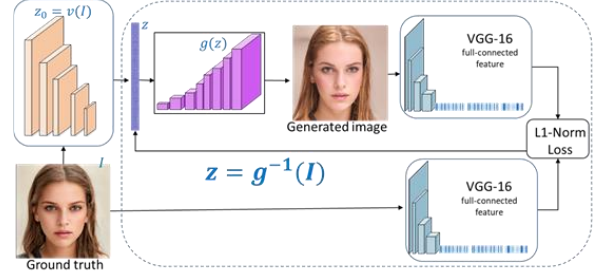 z₀ = v(I)
z
g(z)
VGG-16
full-connected
feature
Generated image
L1-Norm
Loss
z = g⁻¹(I)
I
VGG-16
full-connected
feature
Ground truth